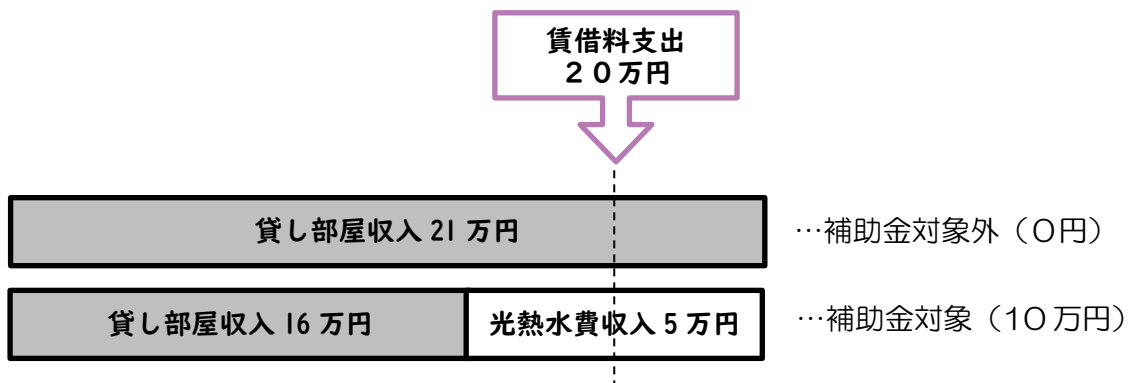 賃借料支出
２０万円
貸し部屋収入 21 万円
…補助金対象外（０円）
貸し部屋収入 16 万円
光熱水費収入 5 万円
…補助金対象（10 万円）